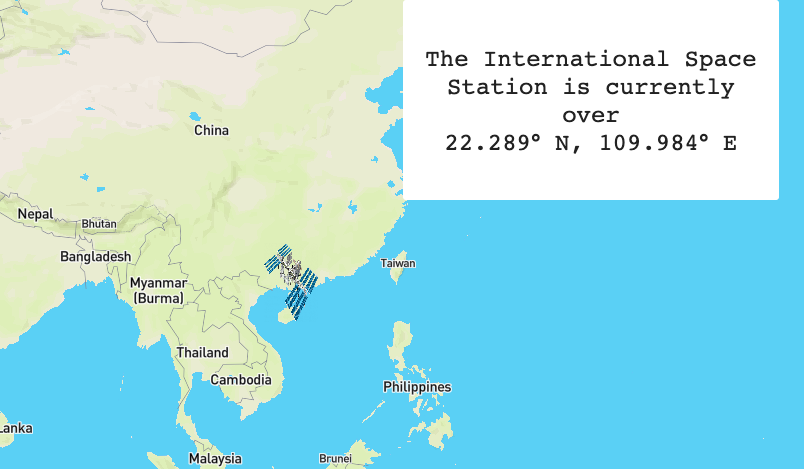 The International Space
Station is currently
over
22.289° N, 109.984° E
China
Nepal
Bhutan
Bangladesh
Myanmar
(Burma)
Taiwan
Thailand
Cambodia
Philippines
Lanka
Malaysia
Brunei